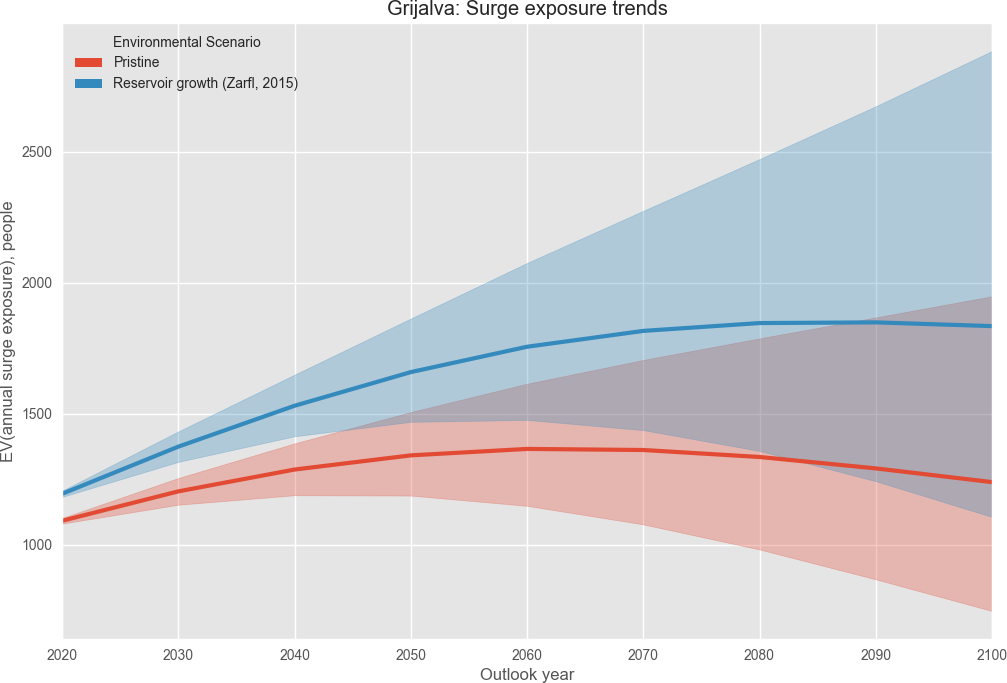 Grijalva: Surge exposure trends
Environmental Scenario
Pristine
Reservoir growth (Zarfl, 2015)
EV(annual surge exposure), people
2500
2000
1500
1000
2020 2030 2040 2050 2060 2070 2080 2090 2100
Outlook year